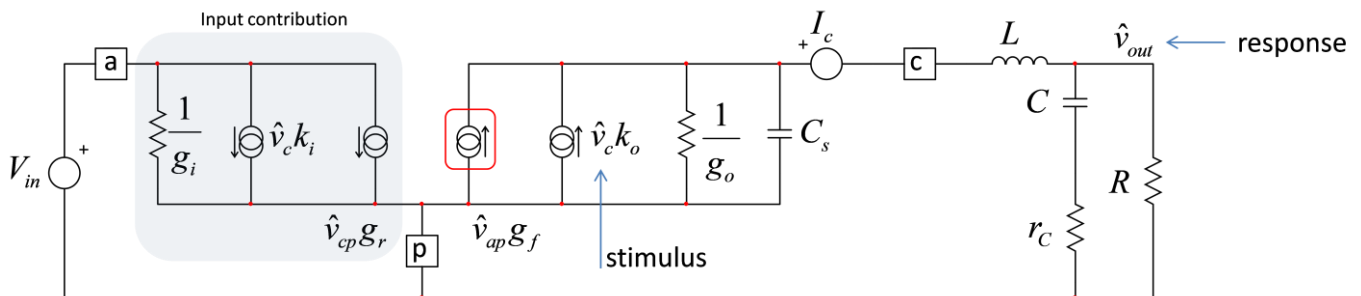 Input contribution
a
V_in
+
1/g_i
v̂_c k_i
v̂_cp g_r
p
v̂_ap g_f
v̂_c k_o
stimulus
1/g_o
C_s
+
I_c
c
L
v̂_out
response
C
r_C
R